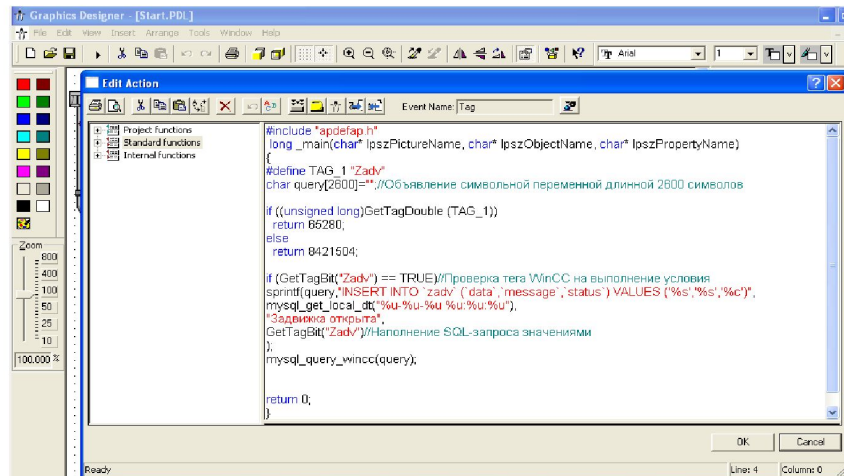 Graphics Designer - [Start.PDL]
File Edit View Insert Arrange Tools Window Help
Arial 1
Edit Action
Event Name: Tag
Project functions
Standard functions
Internal functions
#include "apdefap.h"
long _main(char* lpszPictureName, char* lpszObjectName, char* lpszPropertyName)
{
#define TAG_1 "Zadv"
char query[2600]="";//Объявление символьной переменной длинной 2600 символов
if ((unsigned long)GetTagDouble (TAG_1))
return 65280;
else
return 8421504;
if (GetTagBit("Zadv") == TRUE)//Проверка тега WinCC на выполнение условия
sprintf(query,"INSERT INTO `zadv` (`data`,`message`,`status`) VALUES ('%s','%s','%c')",
mysql_get_local_dt("%u-%u-%u %u:%u:%u"),
"Задвижка открыта",
GetTagBit("Zadv")//Наполнение SQL-запроса значениями
);
mysql_query_wincc(query);
return 0;
}
Zoom
800
400
100
50
25
10
100.000 %
OK Cancel
Ready Line: 4 Column: 0